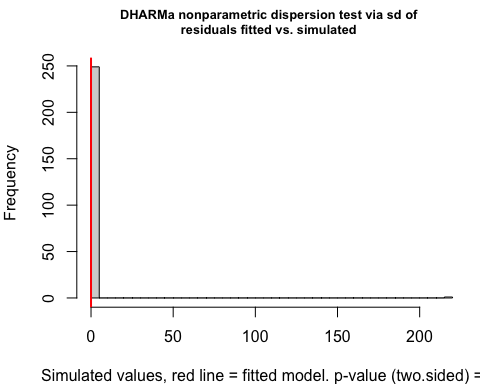 DHARMa nonparametric dispersion test via sd of
residuals fitted vs. simulated
Frequency
250
200
150
100
50
0
0 50 100 150 200
Simulated values, red line = fitted model. p-value (two.sided) =